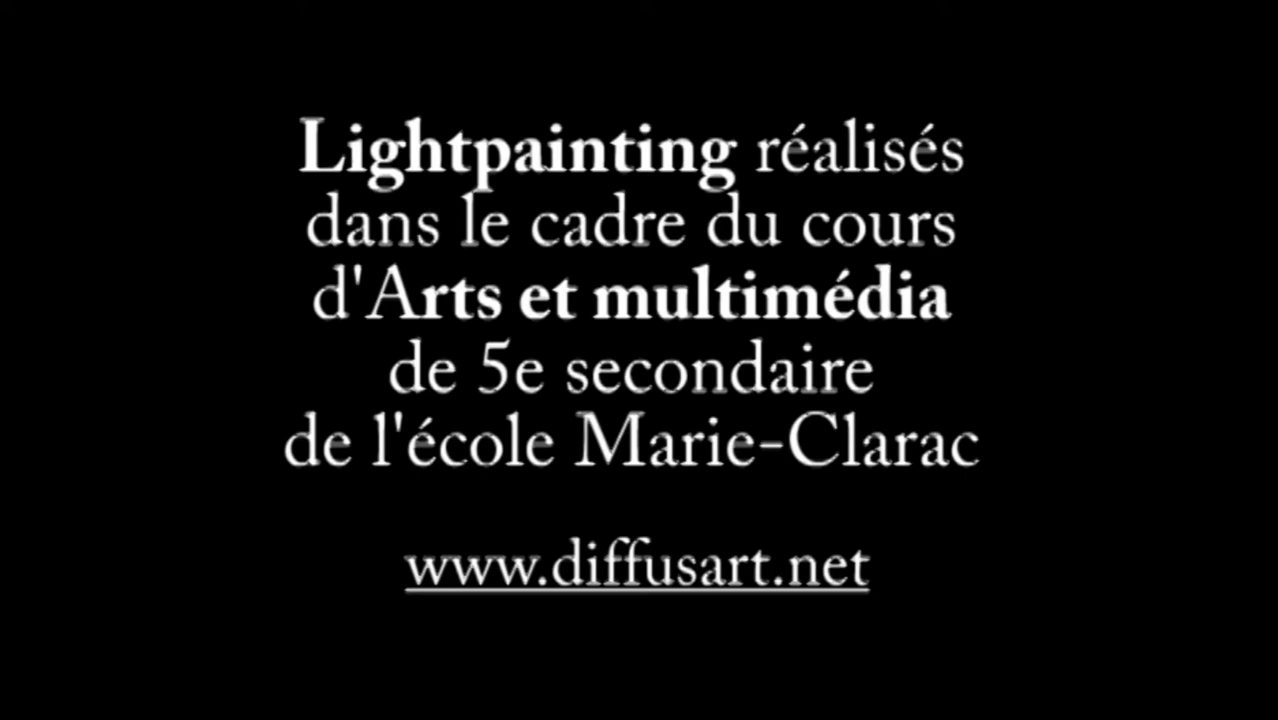 Lightpainting réalisés
dans le cadre du cours
d'Arts et multimédia
de 5e secondaire
de l'école Marie-Clarac
www.diffusart.net